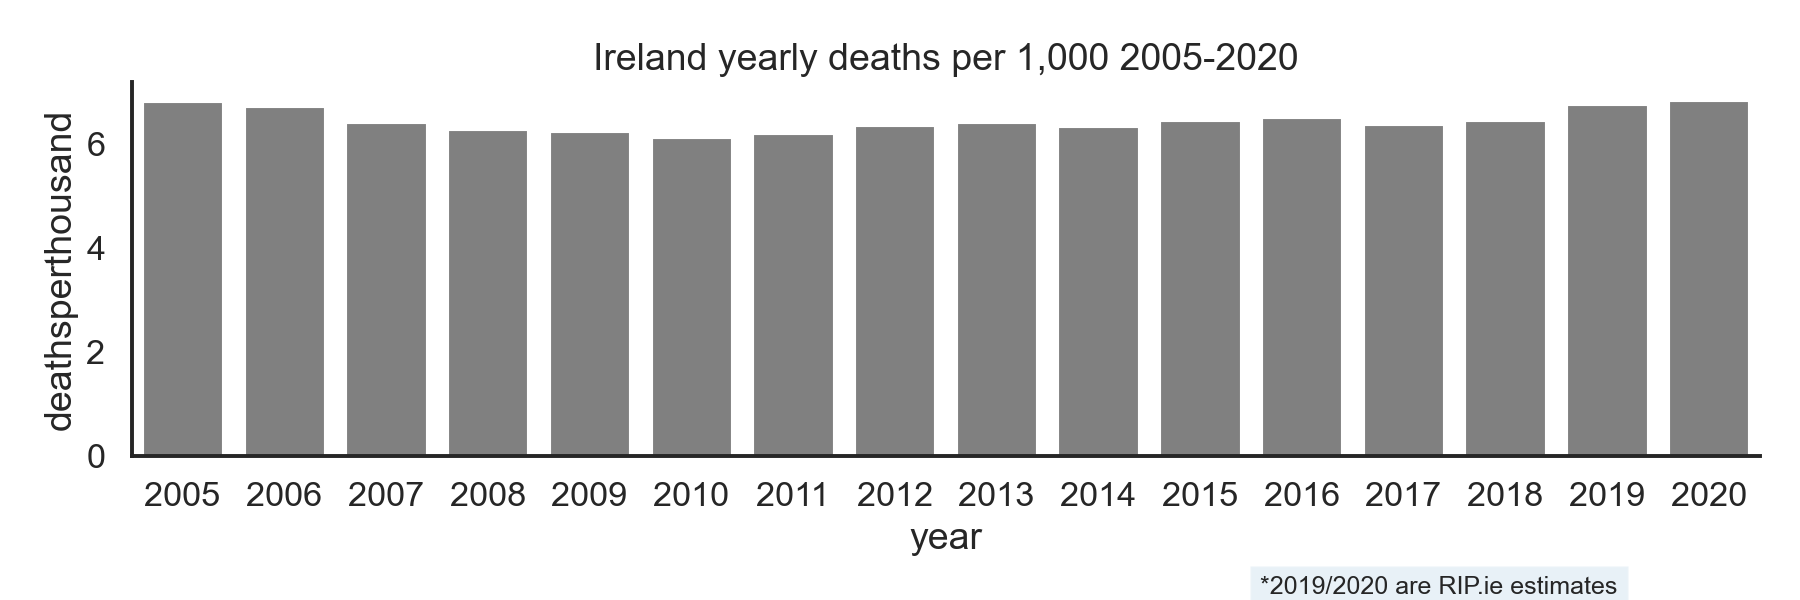 Ireland yearly deaths per 1,000 2005-2020
deathsperthousand
6
4
2
0
2005 2006 2007 2008 2009 2010 2011 2012 2013 2014 2015 2016 2017 2018 2019 2020
year
*2019/2020 are RIP.ie estimates